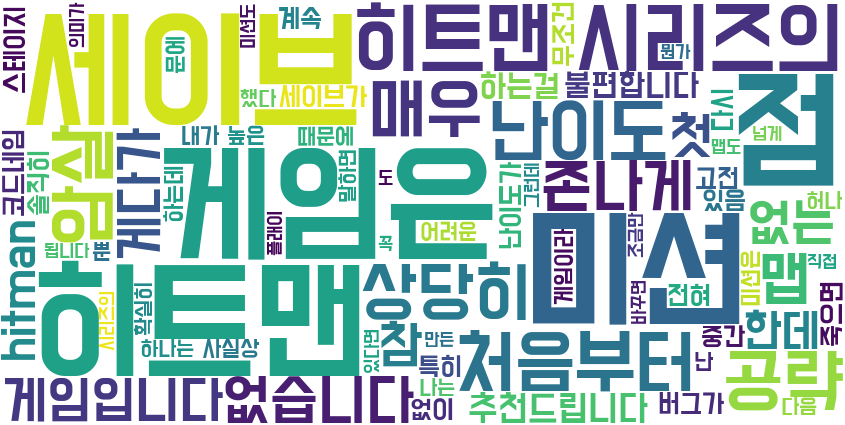 스테이지
의미가
세이브
문에
미션도
계속
히트맨
무조건
시리즈의
뭔가
했다
세이브가
매우
하는걸
불편합니다
점
코드네임
솔직히
암살
게다가
내가
높은
때문에
난이도
첫
다시
맵도
넘게
하는데
게임은
말하면
도
존나게
고전
있음
허나
hitman
됩니다
뿐
플레이
꼭
어려운
난이도가
그런데
미션
조금만
없는
직접
히트맨
시리즈의
확실히
상당히
게임이라
바꾸면
전혀
미션은
맵
죽으면
하나는
사실상
있다면
참
만든
특히
처음부터
중간
난
한데
공략
게임입니다
없습니다
나는
없이
추천드립니다
버그가
다음